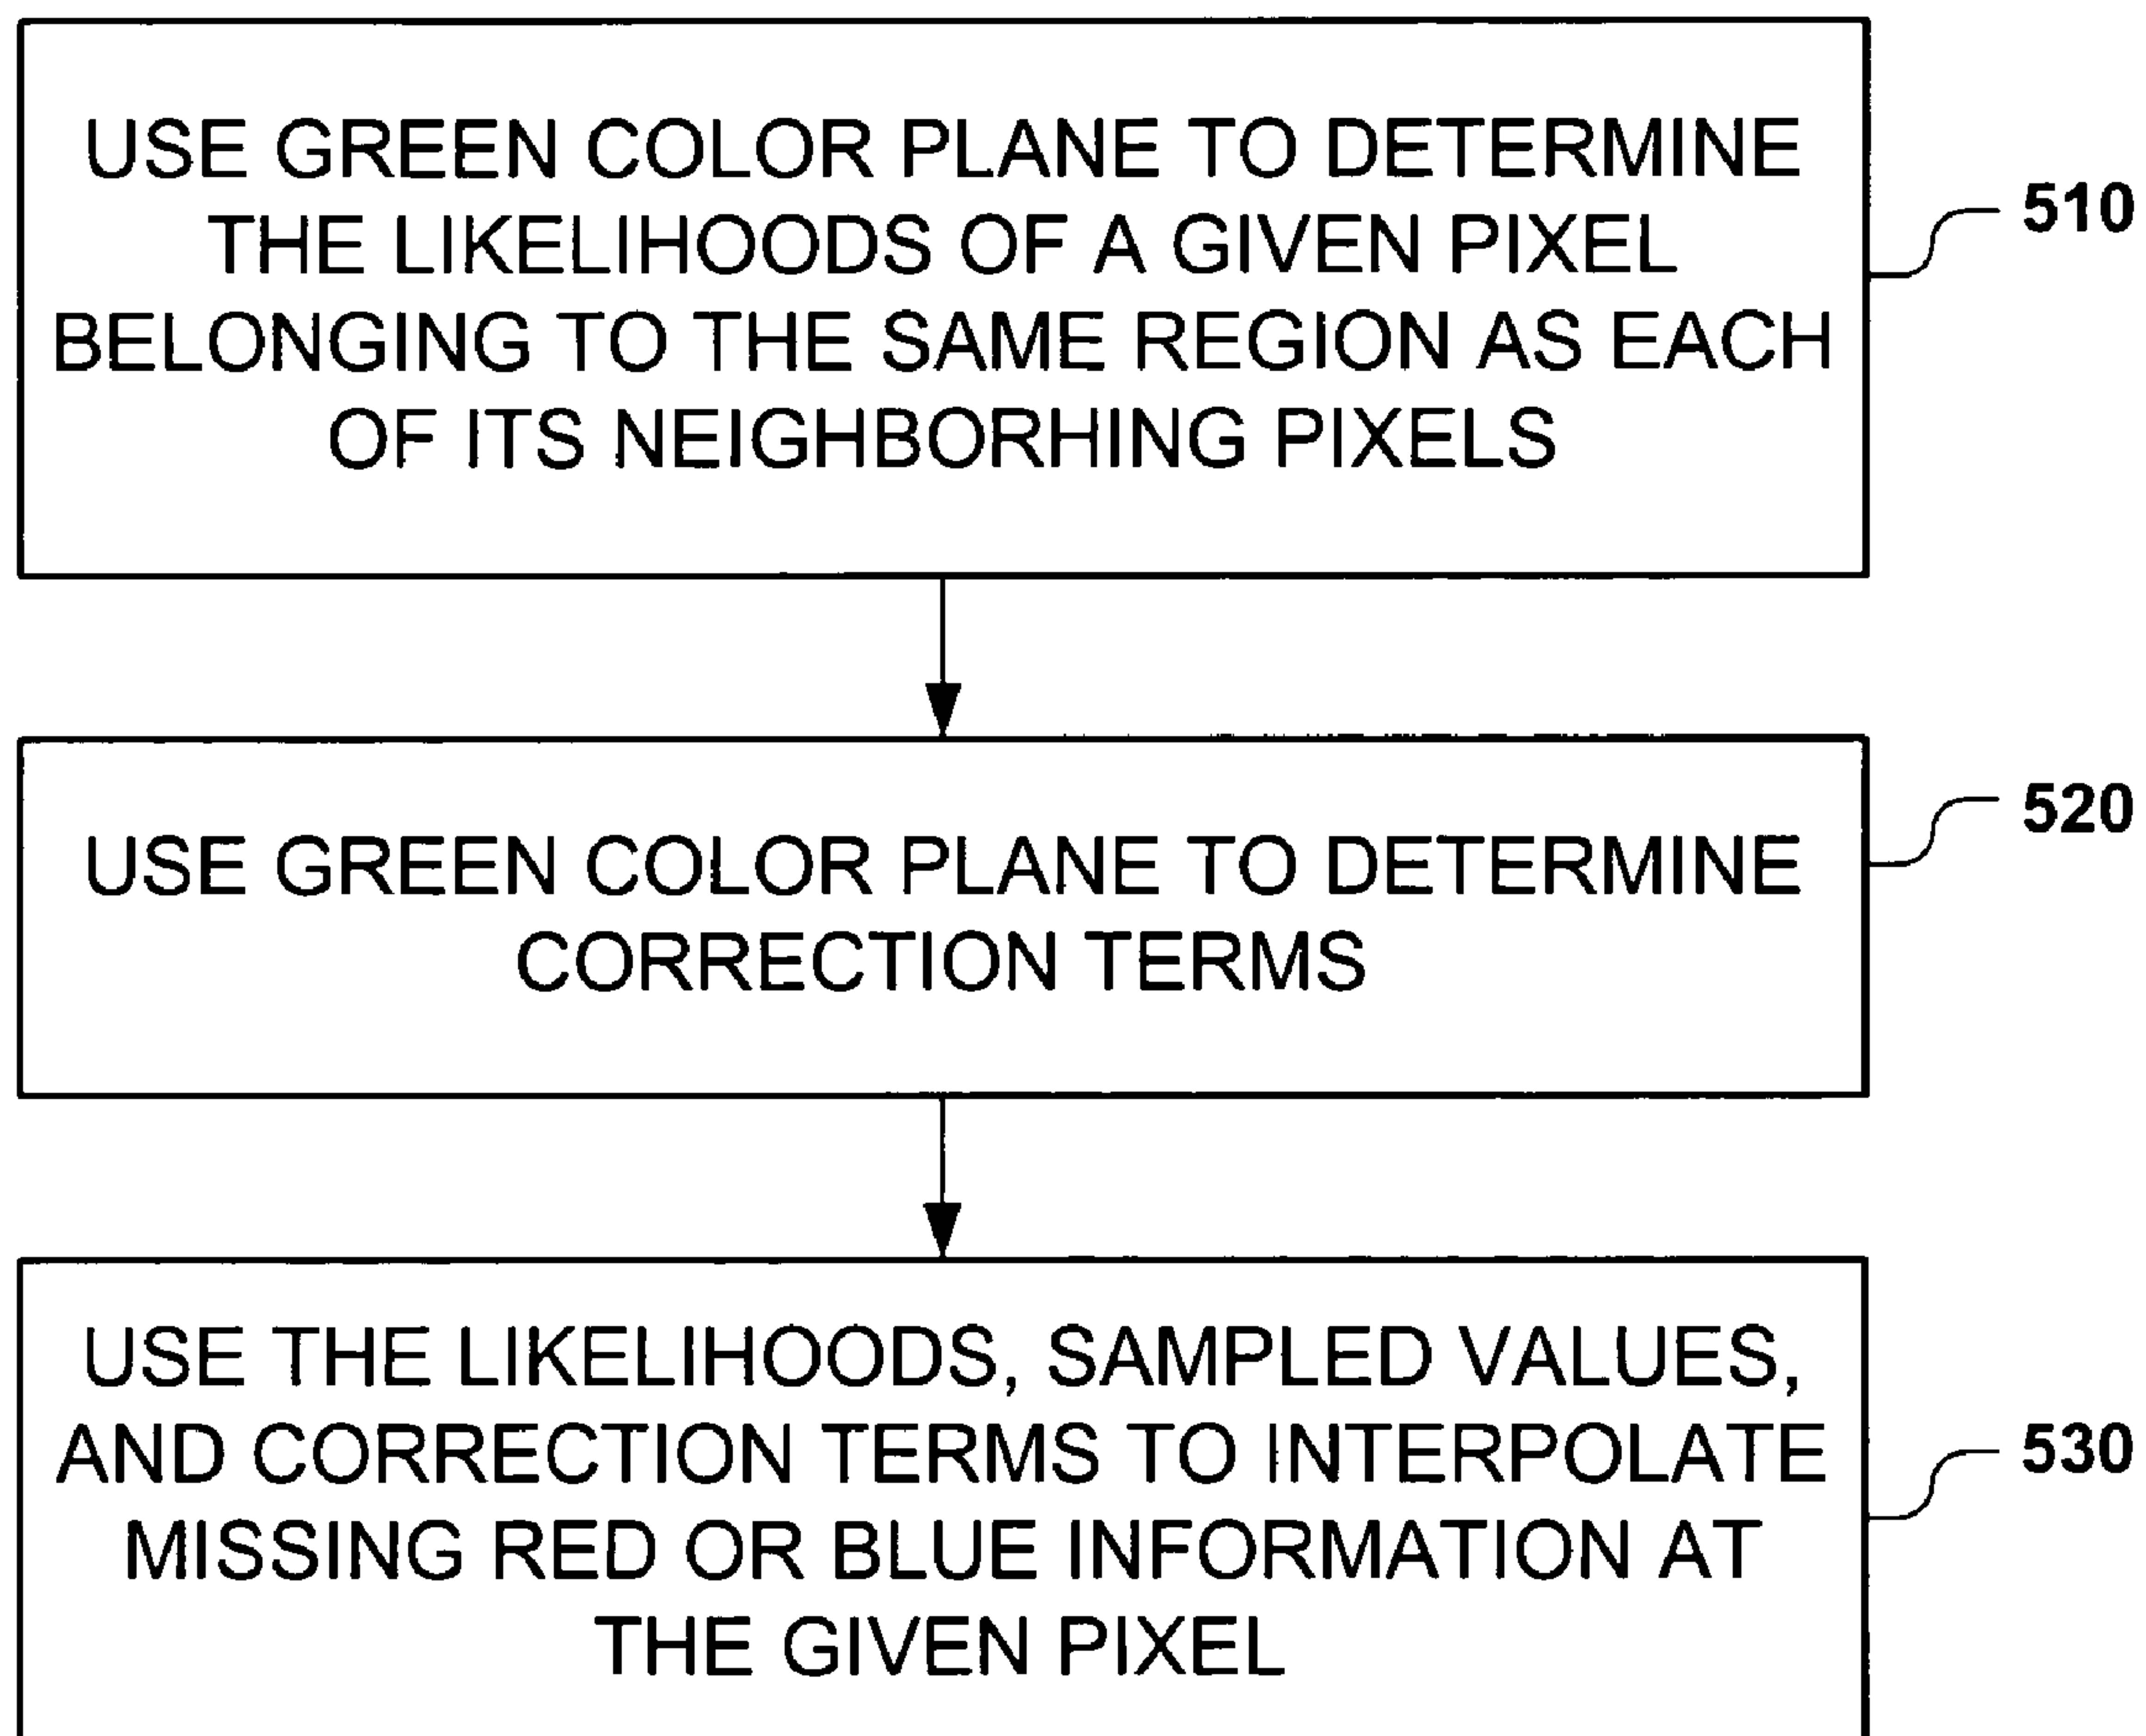 USE GREEN COLOR PLANE TO DETERMINE
THE LIKELIHOODS OF A GIVEN PIXEL
BELONGING TO THE SAME REGION AS EACH
OF ITS NEIGHBORHING PIXELS
510
USE GREEN COLOR PLANE TO DETERMINE
CORRECTION TERMS
520
USE THE LIKELIHOODS, SAMPLED VALUES,
AND CORRECTION TERMS TO INTERPOLATE
MISSING RED OR BLUE INFORMATION AT
THE GIVEN PIXEL
530